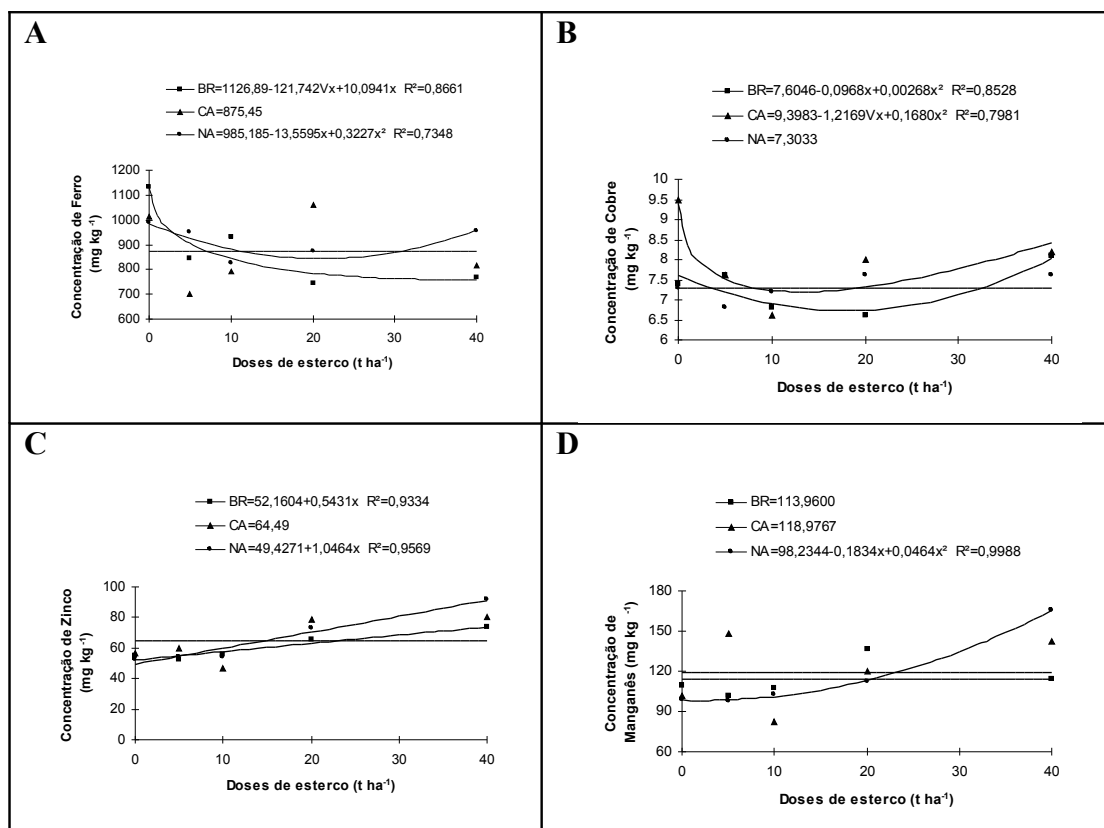 A
BR=1126,89-121,742Vx+10,0941x R²=0,8661
CA=875,45
NA=985,185-13,5595x+0,3227x² R²=0,7348
Concentração de Ferro
(mg kg⁻¹)
1200
1100
1000
900
800
700
600
0 10 20 30 40
Doses de esterco (t ha⁻¹)
B
BR=7,6046-0,0968x+0,00268x² R²=0,8528
CA=9,3983-1,2169Vx+0,1680x² R²=0,7981
NA=7,3033
Concentração de Cobre
(mg kg⁻¹)
10
9.5
9
8.5
8
7.5
7
6.5
6
0 10 20 30 40
Doses de esterco (t ha⁻¹)
C
BR=52,1604+0,5431x R²=0,9334
CA=64,49
NA=49,4271+1,0464x R²=0,9569
Concentração de Zinco
(mg kg⁻¹)
100
80
60
40
20
0
0 10 20 30 40
Doses de esterco (t ha⁻¹)
D
BR=113,9600
CA=118,9767
NA=98,2344-0,1834x+0,0464x² R²=0,9988
Concentração de
Manganês (mg kg⁻¹)
180
150
120
90
60
0 10 20 30 40
Doses de esterco (t ha⁻¹)